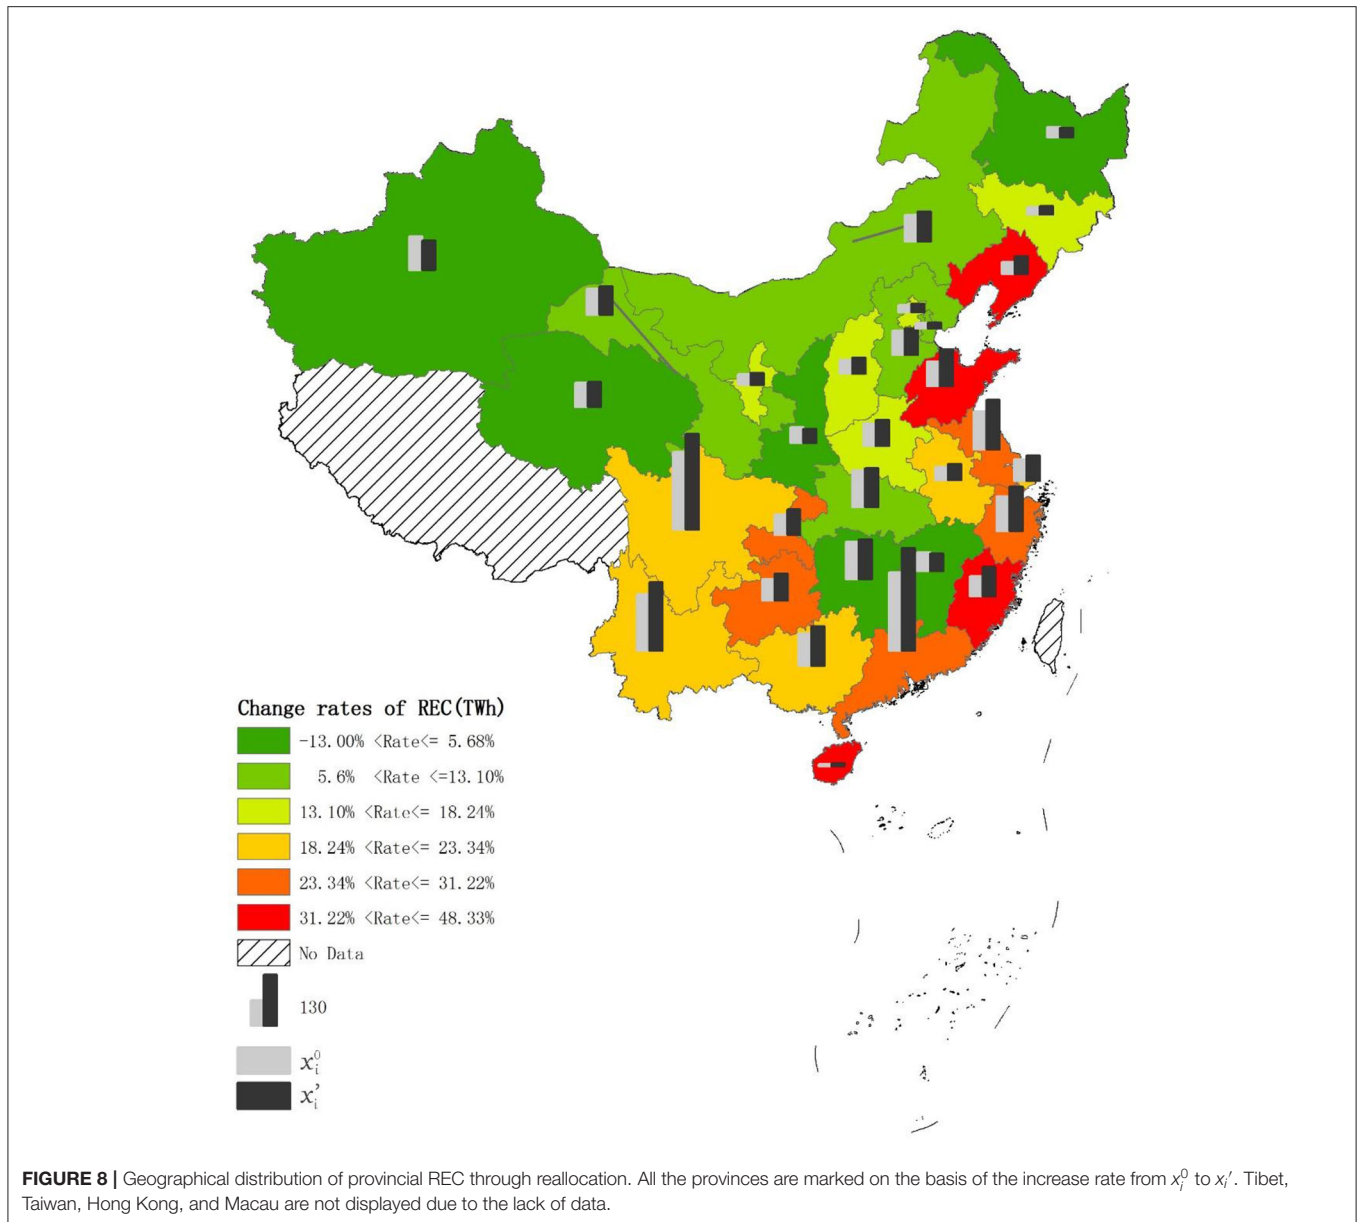 Change rates of REC(TWh)
-13.00% <Rate<= 5.68%
5.6% <Rate <=13.10%
13.10% <Rate<= 18.24%
18.24% <Rate<= 23.34%
23.34% <Rate<= 31.22%
31.22% <Rate<= 48.33%
No Data
130
x_i^0
x_i^’
FIGURE 8 | Geographical distribution of provincial REC through reallocation. All the provinces are marked on the basis of the increase rate from x_i^0 to x_i′. Tibet,
Taiwan, Hong Kong, and Macau are not displayed due to the lack of data.